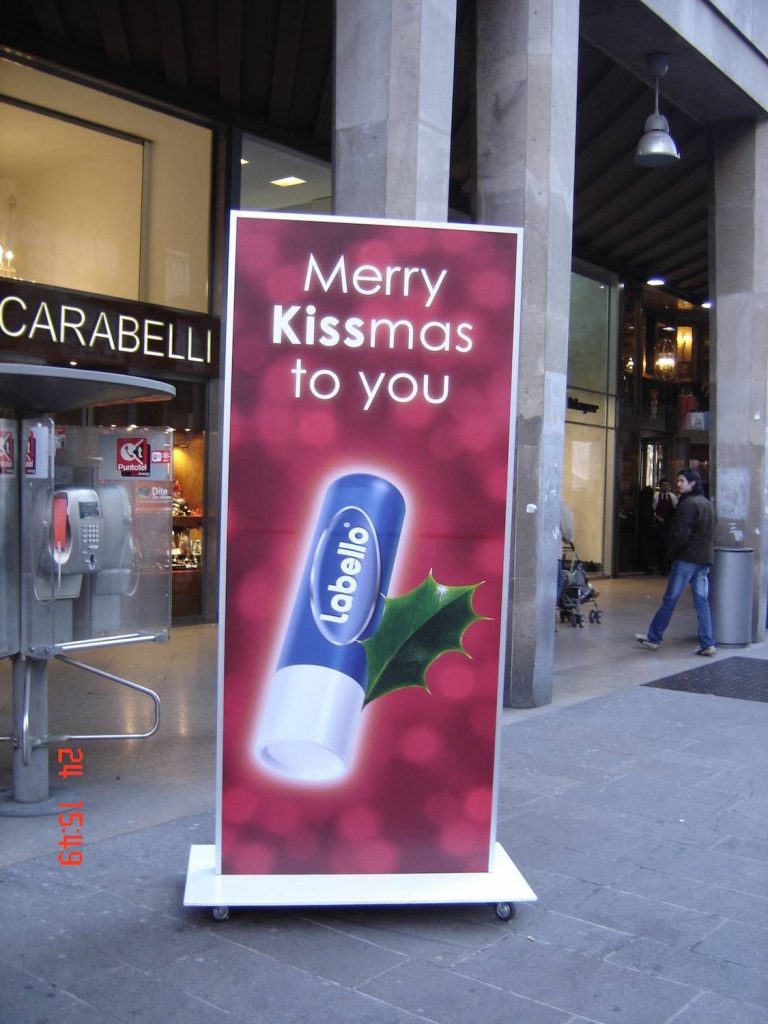 Merry
Kissmas
to you
CARABELLI
Puntotel
Labello
24 15:49